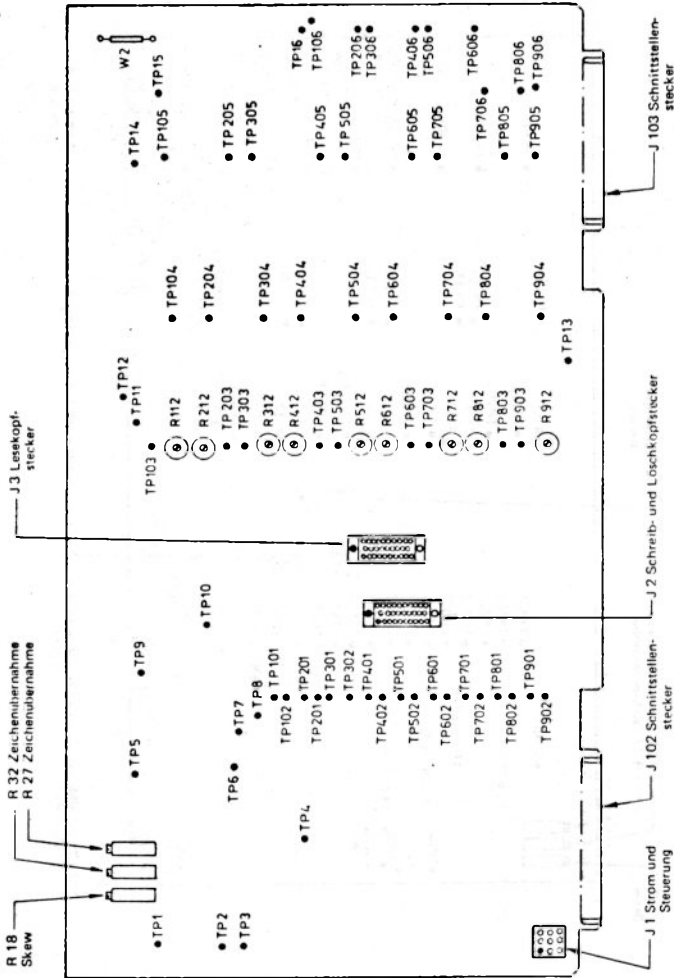 R 18
Skew
R 32 Zeichenübernahme
R 27 Zeichenübernahme
J 3 Lesekopf-
stecker
W2
TP15
TP14
TP105
TP16
TP106
TP205
TP305
TP206
TP306
TP405
TP505
TP406
TP506
TP605
TP705
TP606
TP706
TP805
TP806
TP905
TP906
TP104
TP204
TP304
TP404
TP504
TP604
TP704
TP804
TP904
TP13
TP12
TP11
TP103
R112
R212
TP203
TP303
R312
R412
TP403
TP503
R512
R612
TP603
TP703
R712
R812
TP803
TP903
R912
TP10
TP9
TP5
TP8
TP7
TP6
TP4
TP1
TP2
TP3
TP101
TP102
TP201
TP201
TP301
TP302
TP401
TP402
TP501
TP502
TP601
TP602
TP701
TP702
TP801
TP802
TP901
TP902
J 1 Strom und
Steuerung
J 102 Schnittstellen-
stecker
J 2 Schreib- und Löschkopfstecker
J 103 Schnittstellen-
stecker